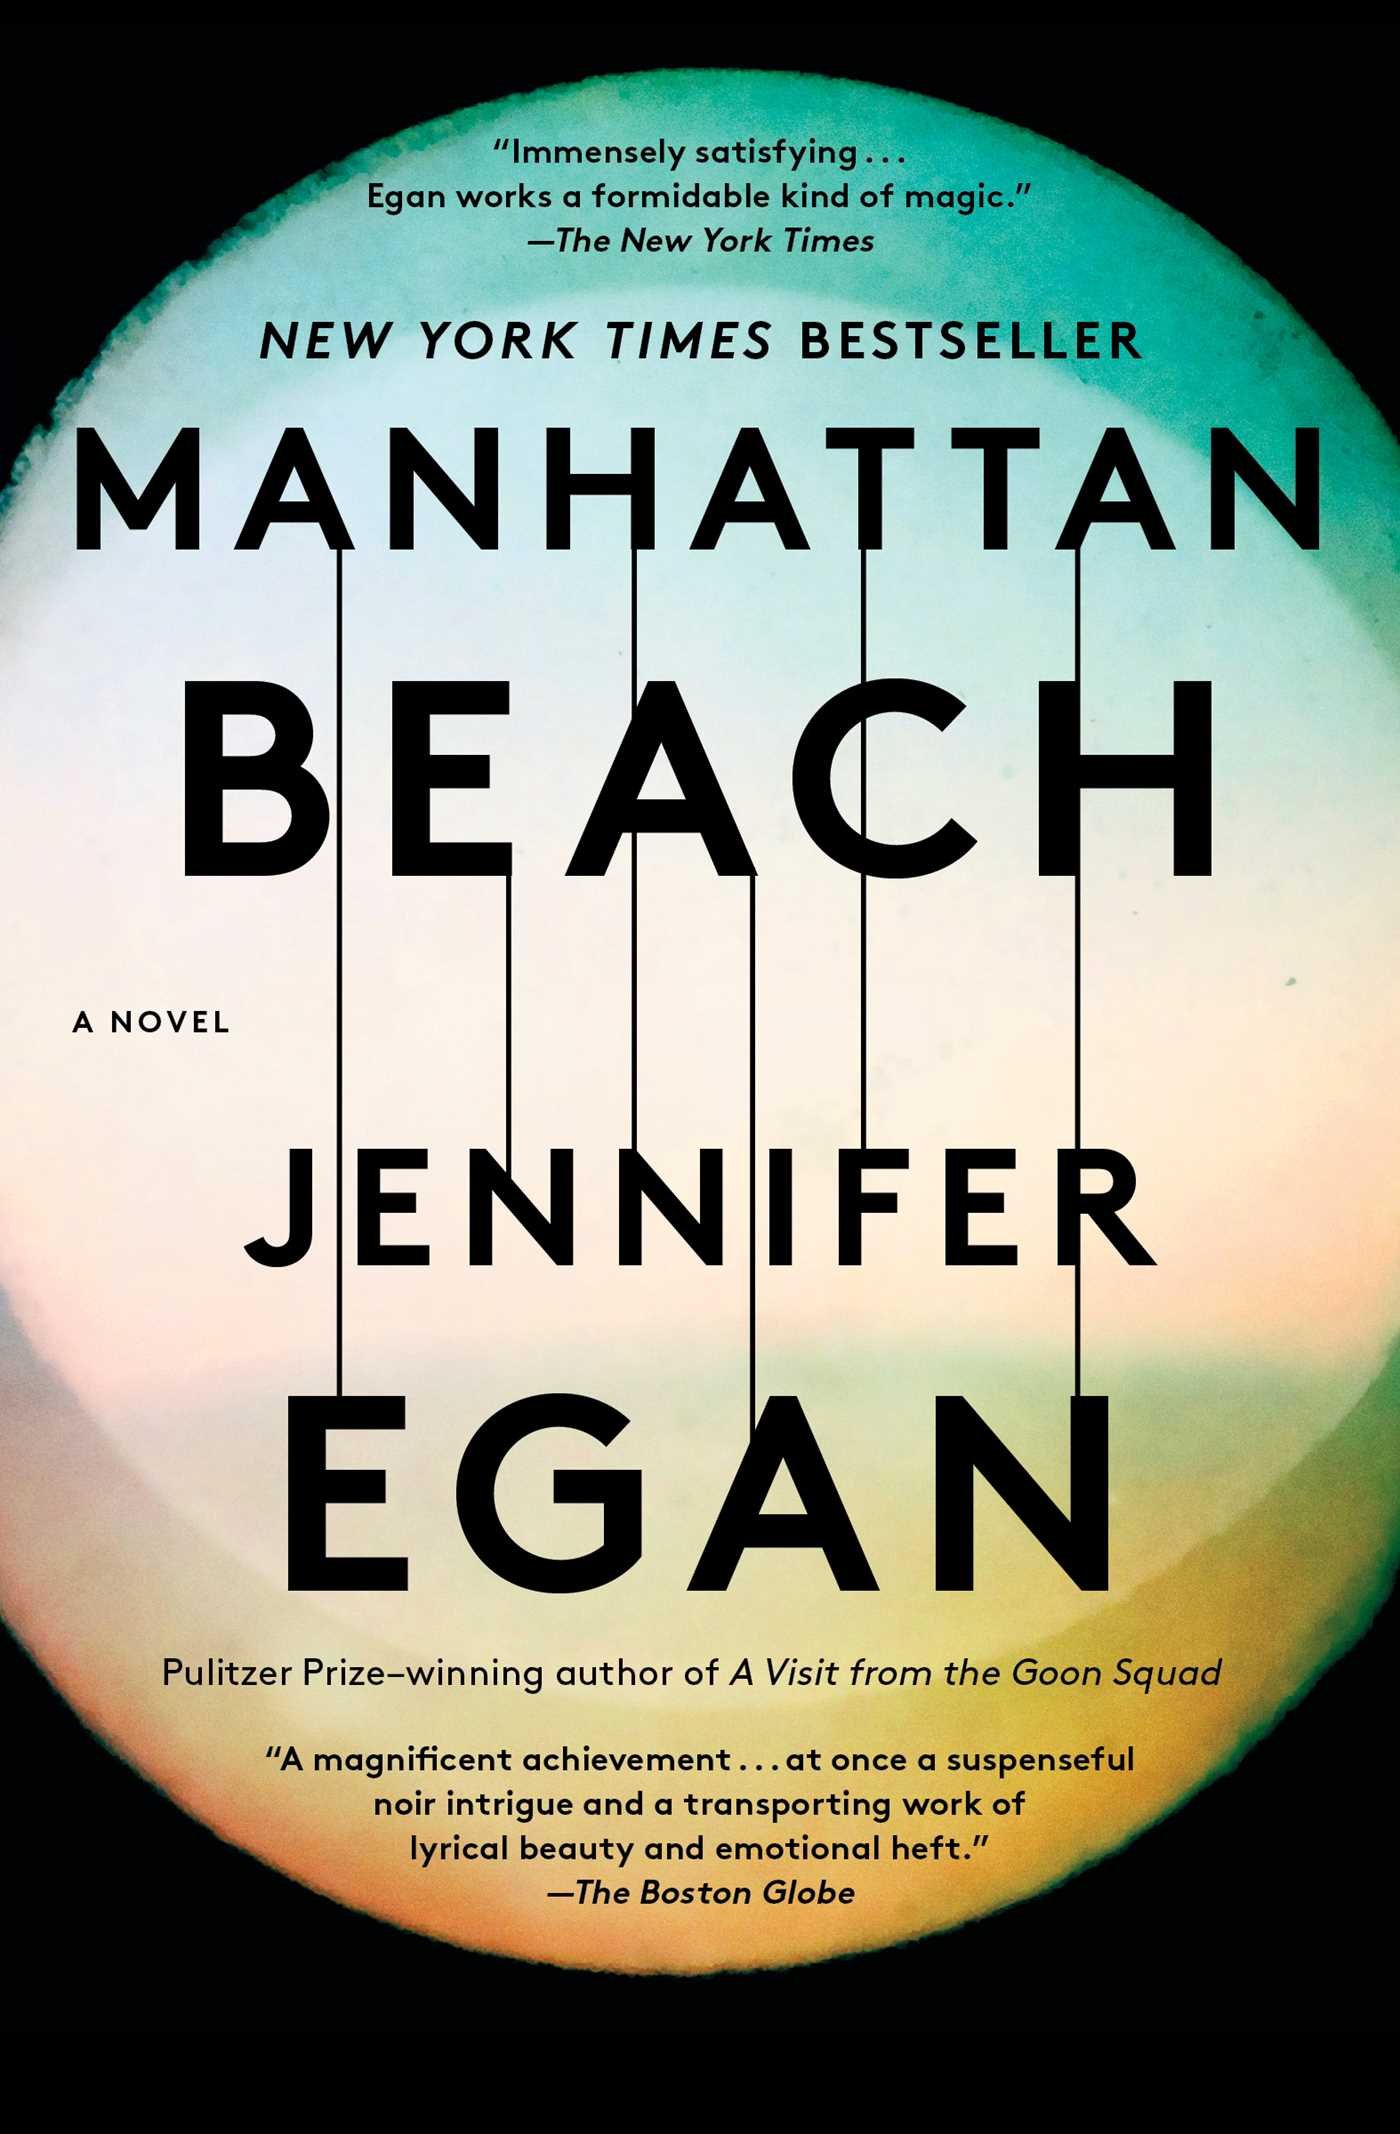 “Immensely satisfying . . .
Egan works a formidable kind of magic.”
—The New York Times
NEW YORK TIMES BESTSELLER
MANHATTAN
BEACH
A NOVEL
JENNIFER
EGAN
Pulitzer Prize–winning author of A Visit from the Goon Squad
“A magnificent achievement . . . at once a suspenseful
noir intrigue and a transporting work of
lyrical beauty and emotional heft.”
—The Boston Globe